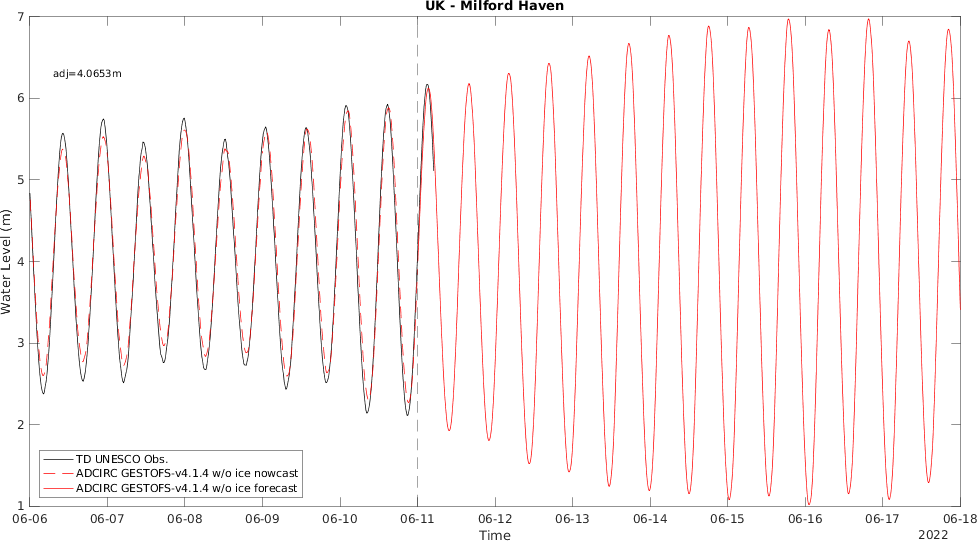 UK - Milford Haven
7
adj=4.0653m
6
5
4
3
2
1
Water Level (m)
TD UNESCO Obs.
ADCIRC GESTOFS-v4.1.4 w/o ice nowcast
ADCIRC GESTOFS-v4.1.4 w/o ice forecast
06-06 06-07 06-08 06-09 06-10 06-11 06-12 06-13 06-14 06-15 06-16 06-17 06-18
Time
2022